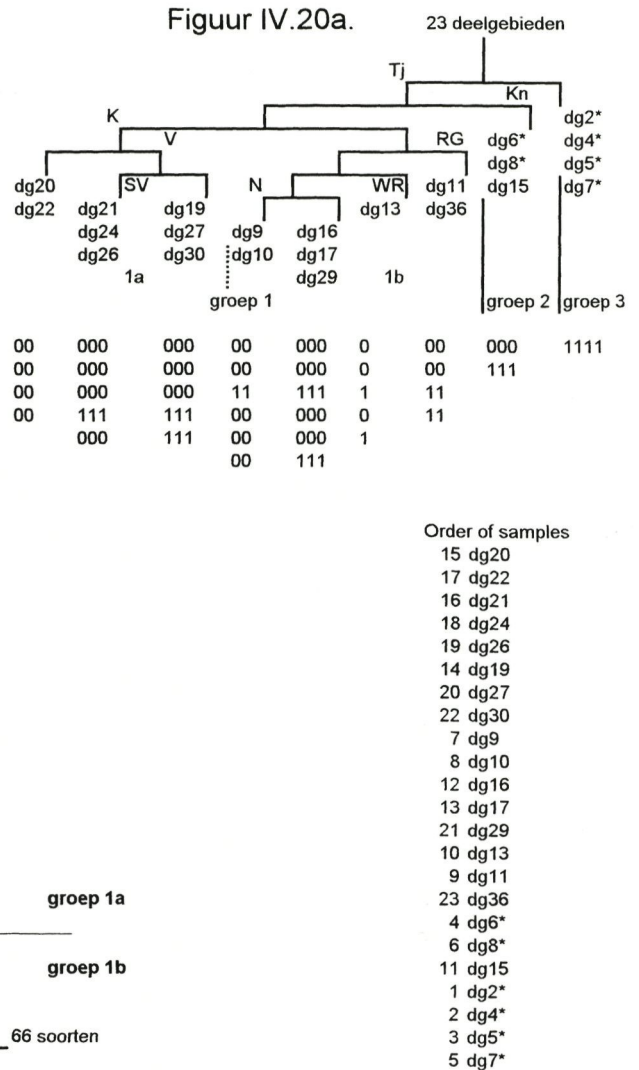 Figuur IV.20a.
23 deelgebieden
Tj
Kn
K
dg2*
V RG dg6* dg4*
dg8* dg5*
dg20 SV N WR dg11 dg15 dg7*
dg22 dg21 dg19 dg13 dg36
dg24 dg27 dg9 dg16
dg26 dg30 dg10 dg17
1a dg29 1b
groep 1 groep 2 groep 3
00 000 000 00 000 0 00 000 1111
00 000 000 00 000 0 00 111
00 000 000 11 111 1 11
00 111 111 00 000 0 11
000 111 00 000 1
00 111
Order of samples
15 dg20
17 dg22
16 dg21
18 dg24
19 dg26
14 dg19
20 dg27
22 dg30
7 dg9
8 dg10
12 dg16
13 dg17
21 dg29
10 dg13
9 dg11
23 dg36
4 dg6*
6 dg8*
11 dg15
1 dg2*
2 dg4*
3 dg5*
5 dg7*
groep 1a
groep 1b
66 soorten